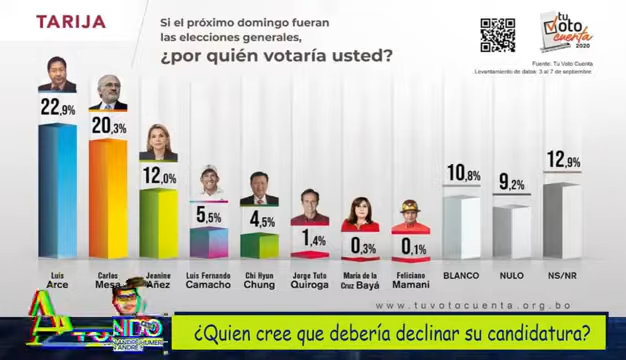 TARIJA
Si el próximo domingo fueran
las elecciones generales,
¿por quién votaría usted?
tu
Voto
cuenta
2020
Fuente: Tu Voto Cuenta
Levantamiento de datos: 3 al 7 de septiembre
22,9%
20,3%
12,0%
5,5%
4,5%
1,4%
0,3%
0,1%
10,8%
9,2%
12,9%
Luis
Arce
Carlos
Mesa
Jeanine
Añez
Luis Fernando
Camacho
Chi Hyun
Chung
Jorge Tuto
Quiroga
María de la
Cruz Bayá
Feliciano
Mamani
BLANCO
NULO
NS/NR
www.tuvotocuenta.org.bo
¿Quien cree que debería declinar su candidatura?